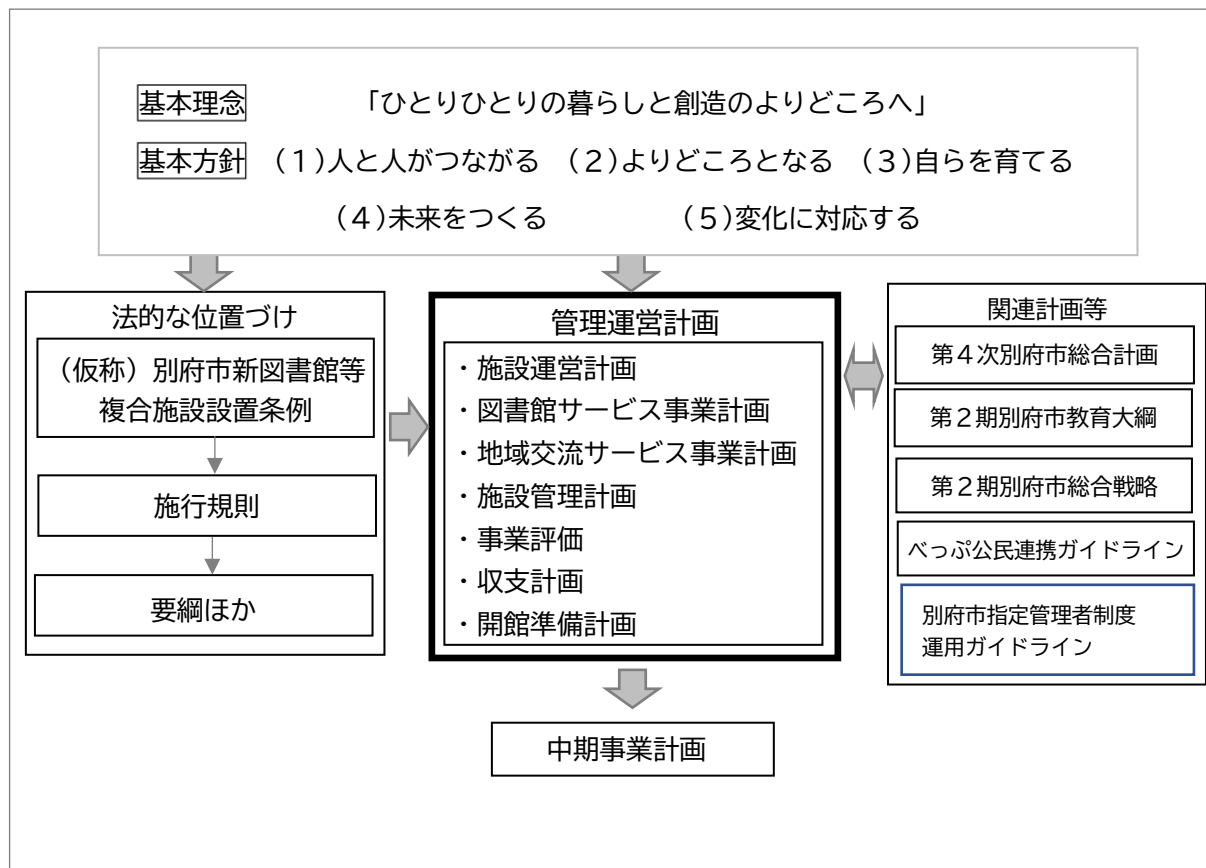 基本理念 「ひとりひとりの暮らしと創造のよりどころへ」
基本方針 （１）人と人がつながる （２）よりどころとなる （３）自らを育てる
（４）未来をつくる （５）変化に対応する
法的な位置づけ
（仮称）別府市新図書館等
複合施設設置条例
施行規則
要綱ほか
管理運営計画
・施設運営計画
・図書館サービス事業計画
・地域交流サービス事業計画
・施設管理計画
・事業評価
・収支計画
・開館準備計画
関連計画等
第４次別府市総合計画
第２期別府市教育大綱
第２期別府市総合戦略
べっぷ公民連携ガイドライン
別府市指定管理者制度
運用ガイドライン
中期事業計画